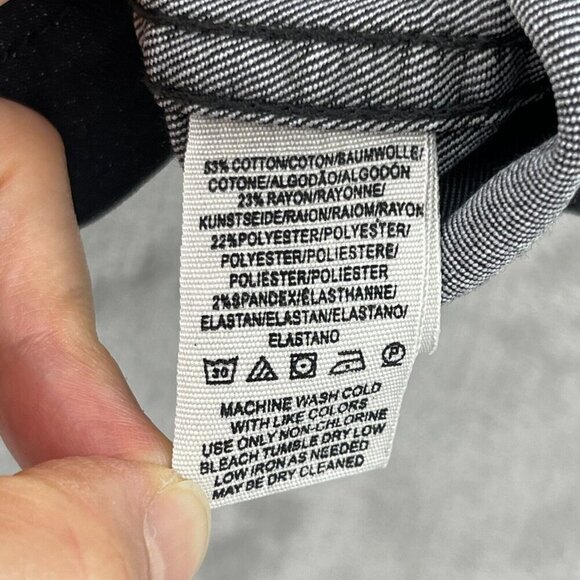 53% COTTON/COTON/BAUMWOLLE/
COTONE/ALGODÃO/ALGODÓN
23% RAYON/RAYONNE/
KUNSTSEIDE/RAION/RAIOM/RAYON
22%POLYESTER/POLYESTER/
POLYESTER/POLIESTERE/
POLIESTER/POLIESTER
2%SPANDEX/ÉLASTHANNE/
ELASTAN/ELASTAN/ELASTANO/
ELASTANO
30 P
MACHINE WASH COLD
WITH LIKE COLORS
USE ONLY NON-CHLORINE
BLEACH TUMBLE DRY LOW
LOW IRON AS NEEDED
MAY BE DRY CLEANED